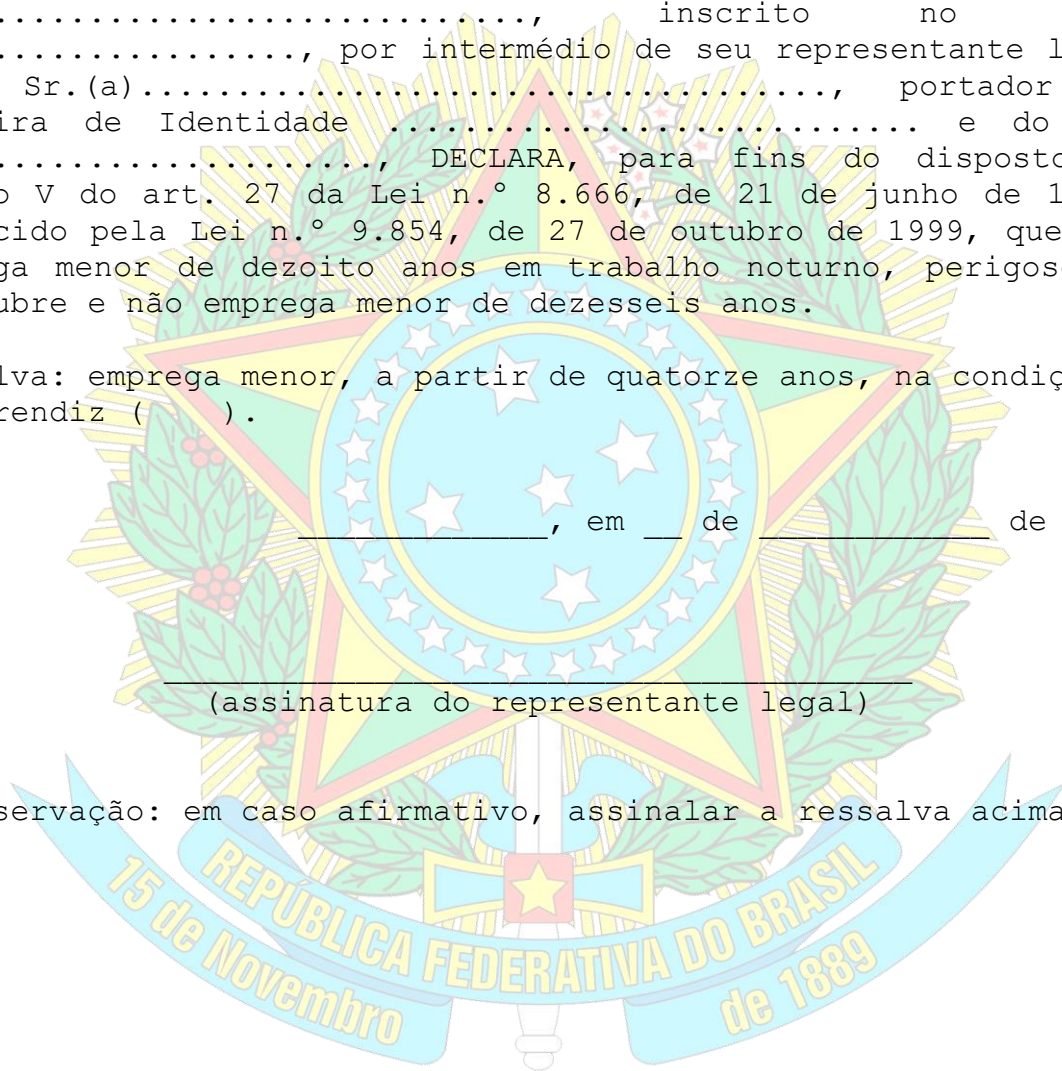 ............................, inscrito no
................, por intermédio de seu representante l
Sr.(a)...................................., portador
ira de Identidade ............................ e do
...................., DECLARA, para fins do disposto
o V do art. 27 da Lei n.º 8.666, de 21 de junho de 1
cido pela Lei n.º 9.854, de 27 de outubro de 1999, que
ga menor de dezoito anos em trabalho noturno, perigos
ubre e não emprega menor de dezesseis anos.
lva: emprega menor, a partir de quatorze anos, na condiç
rendiz (    ).
_____________, em __ de ____________ de
_______________________________________
(assinatura do representante legal)
servação: em caso afirmativo, assinalar a ressalva acima
REPÚBLICA FEDERATIVA DO BRASIL
15 de Novembro de 1889